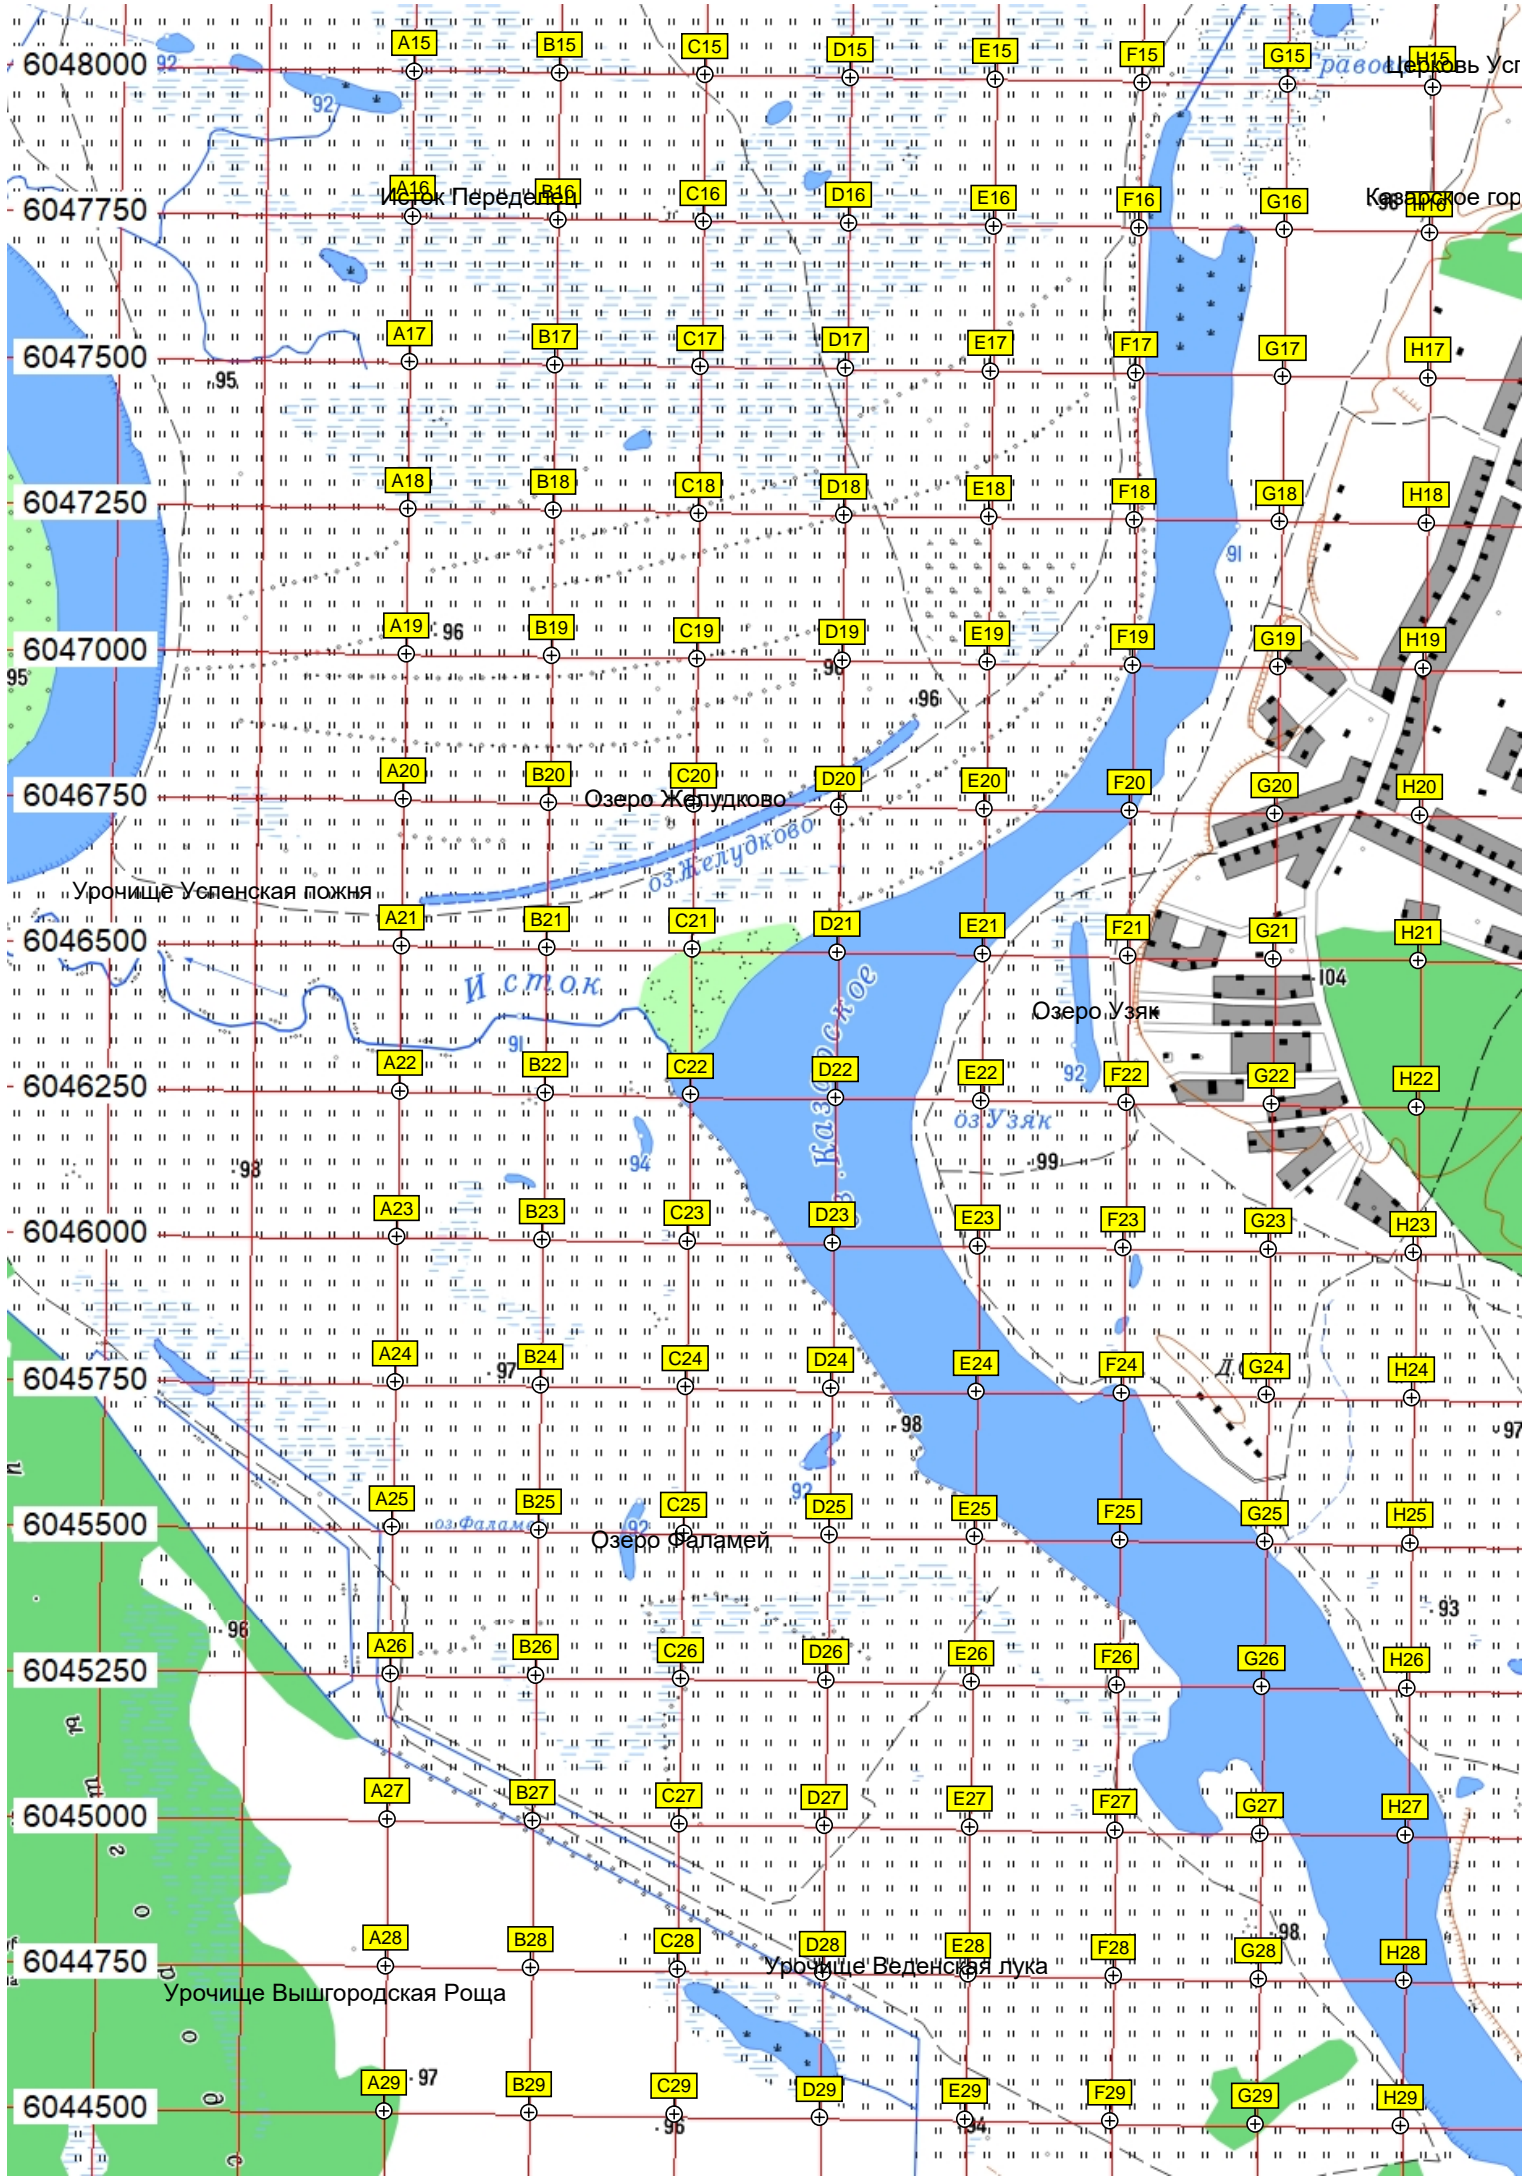 A15 B15 C15 D15 E15 F15 G15 H15
6048000 92 Церковь Усп
92
A16 B16 C16 D16 E16 F16 G16 H16
Исток Переделец Казарское гор
6047750 98
A17 B17 C17 D17 E17 F17 G17 H17
6047500
95
A18 B18 C18 D18 E18 F18 G18 H18
6047250
91
A19 B19 C19 D19 E19 F19 G19 H19
96
6047000
95 96
96
A20 B20 C20 D20 E20 F20 G20 H20
6046750 Озеро Желудково
оз.Желудково
Урочище Успенская пожня
A21 B21 C21 D21 E21 F21 G21 H21
6046500
104
Исток
Озеро Узяк
91
A22 B22 C22 D22 E22 F22 G22 H22
92
6046250
оз.Узяк
оз. Казарское
94 99
98
A23 B23 C23 D23 E23 F23 G23 H23
6046000
A24 B24 C24 D24 E24 F24 G24 H24
97
6045750
98 97
92
A25 B25 C25 D25 E25 F25 G25 H25
6045500 оз.Фаламе 92
Озеро Фаламей
93
96
A26 B26 C26 D26 E26 F26 G26 H26
6045250
A27 B27 C27 D27 E27 F27 G27 H27
6045000
98
A28 B28 C28 D28 E28 F28 G28 H28
6044750 Урочище Веденская лука
Урочище Вышгородская Роща
97
A29 B29 C29 D29 E29 F29 G29 H29
6044500
96 94